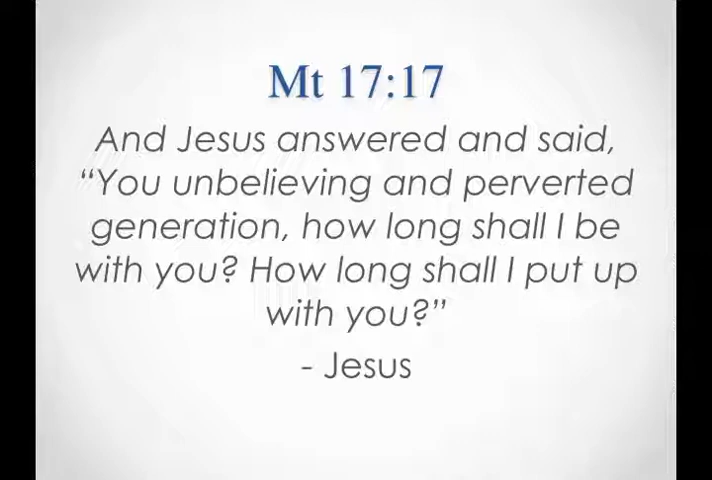 Mt 17:17
And Jesus answered and said,
“You unbelieving and perverted
generation, how long shall I be
with you? How long shall I put up
with you?”
- Jesus